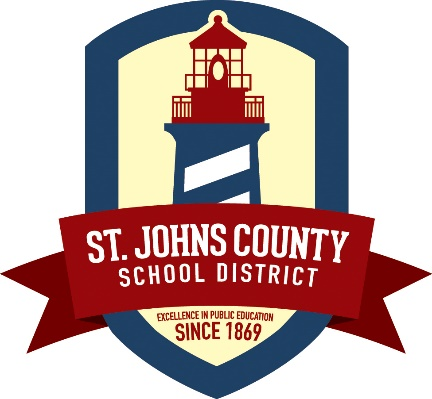 ST. JOHNS COUNTY
SCHOOL DISTRICT
EXCELLENCE IN PUBLIC EDUCATION
SINCE 1869